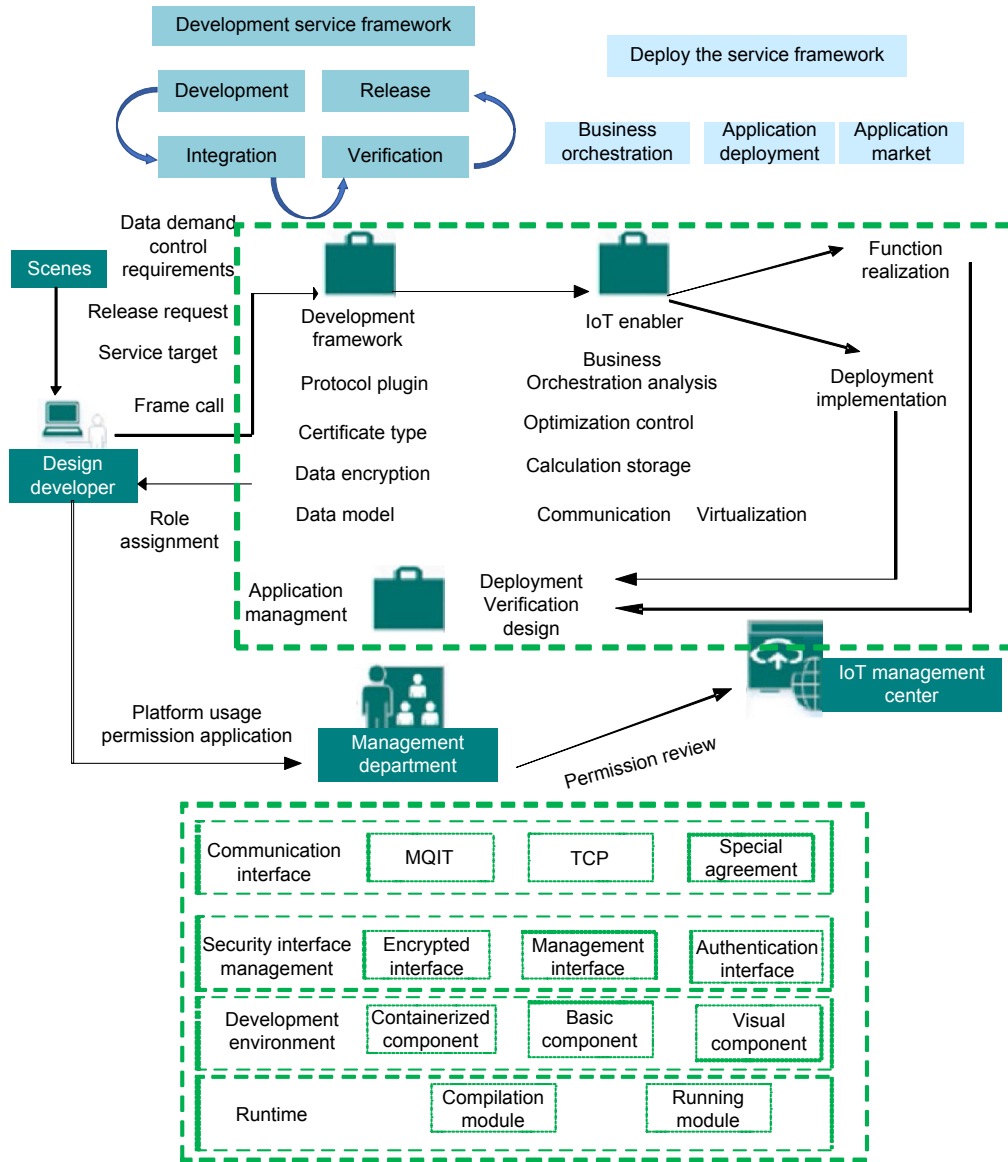 Development service framework
Deploy the service framework
Development
Release
Integration
Verification
Business
orchestration
Application
deployment
Application
market
Data demand
control
requirements
Scenes
Release request
Service target
Frame call
Design
developer
Role
assignment
Development
framework
Protocol plugin
Certificate type
Data encryption
Data model
IoT enabler
Business
Orchestration analysis
Optimization control
Calculation storage
Communication
Virtualization
Function
realization
Deployment
implementation
Application
managment
Deployment
Verification
design
IoT management
center
Platform usage
permission application
Management
department
Permission review
Communication
interface
MQIT
TCP
Special
agreement
Security interface
management
Encrypted
interface
Management
interface
Authentication
interface
Development
environment
Containerized
component
Basic
component
Visual
component
Runtime
Compilation
module
Running
module